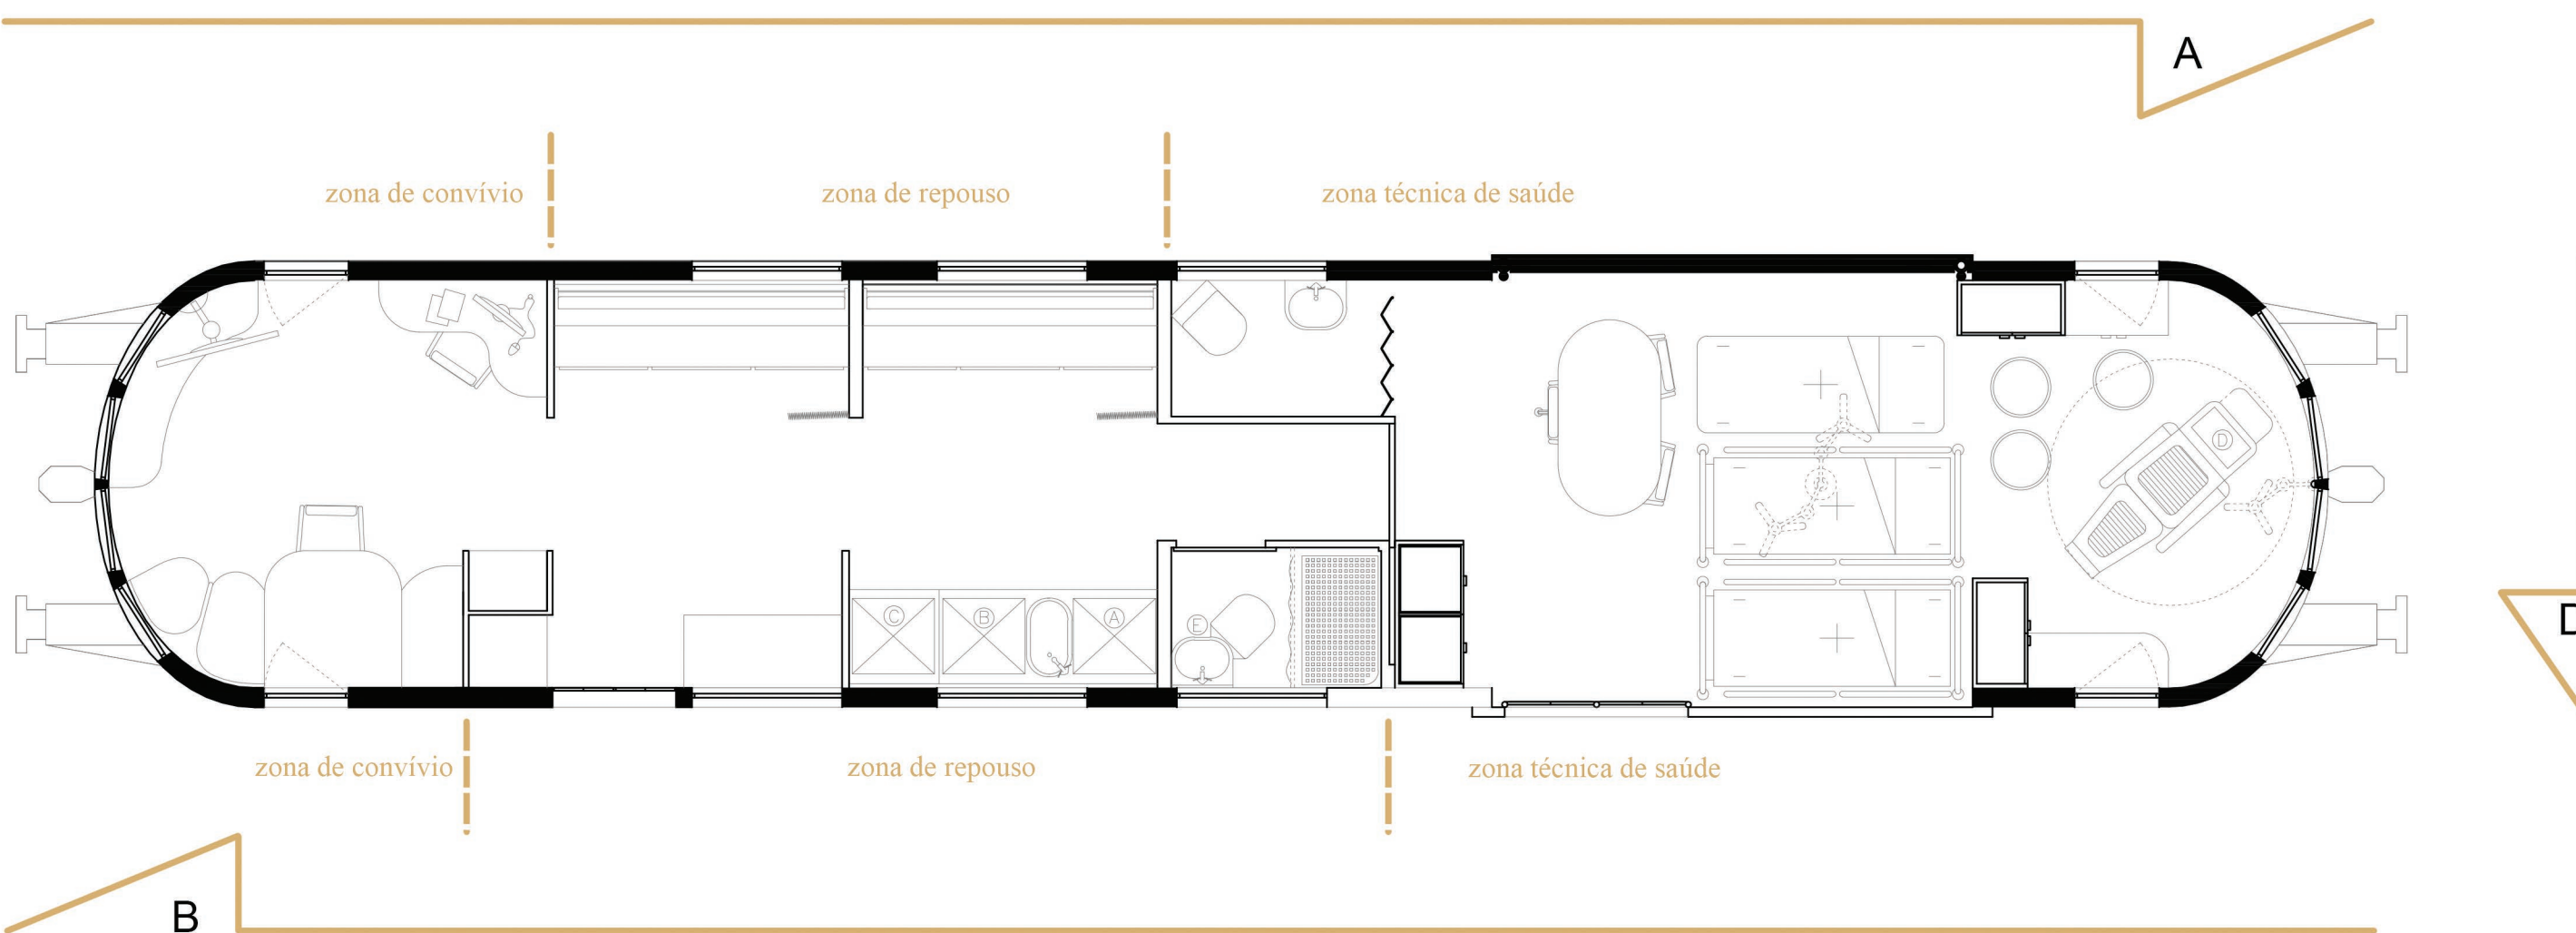 A
zona de convívio
zona de repouso
zona técnica de saúde
D
C
B
A
E
D
zona de convívio
zona de repouso
zona técnica de saúde
B